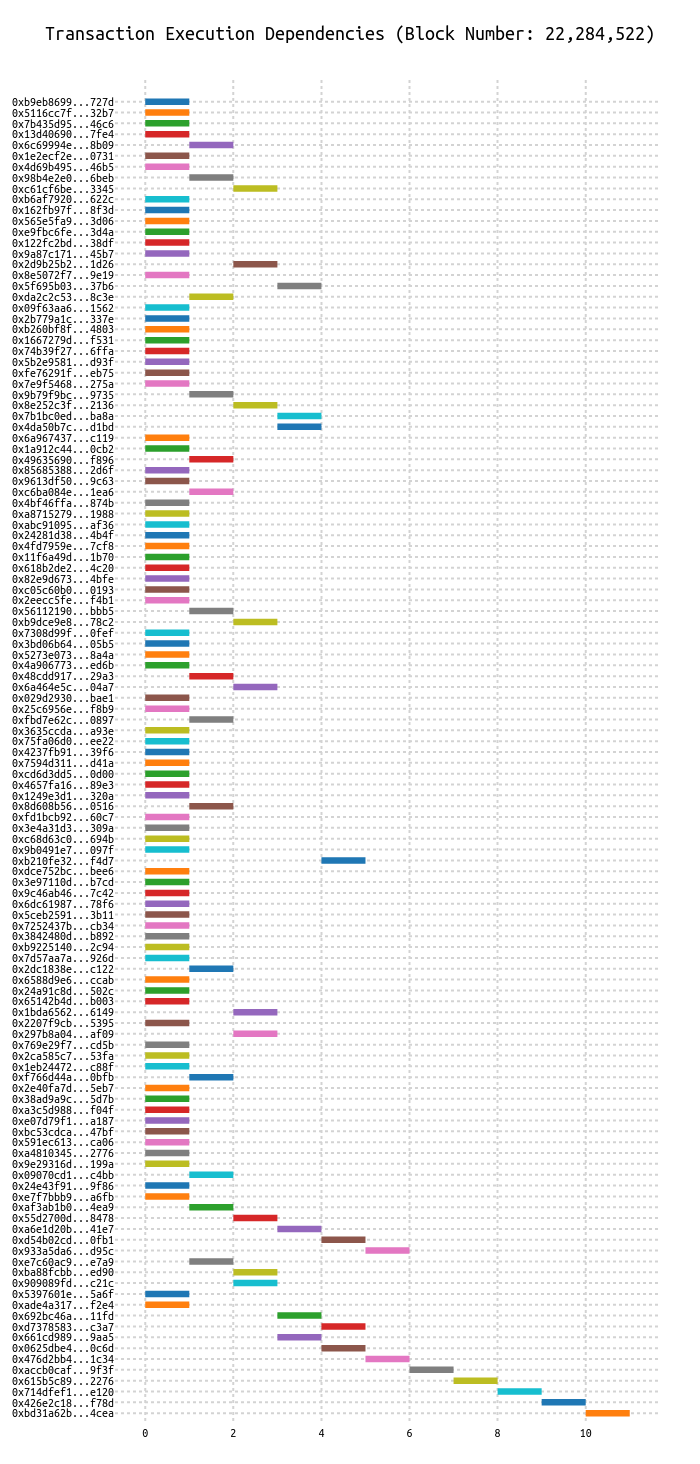 Transaction Execution Dependencies (Block Number: 22,284,522)
0xb9eb8699...727d
0x5116cc7f...32b7
0x7b435d95...46c6
0x13d40690...7fe4
0x6c69994e...8b09
0x1e2ecf2e...0731
0x4d69b495...46b5
0x98b4e2e0...6beb
0xc61cf6be...3345
0xb6af7920...622c
0x162fb97f...8f3d
0x565e5fa9...3d06
0xe9fbc6fe...3d4a
0x122fc2bd...38df
0x9a87c171...45b7
0x2d9b25b2...1d26
0x8e5072f7...9e19
0x5f695b03...37b6
0xda2c2c53...8c3e
0x09f63aa6...1562
0x2b779a1c...337e
0xb260bf8f...4803
0x1667279d...f531
0x74b39f27...6ffa
0x5b2e9581...d93f
0xfe76291f...eb75
0x7e9f5468...275a
0x9b79f9bc...9735
0x8e252c3f...2136
0x7b1bc0ed...ba8a
0x4da50b7c...d1bd
0x6a967437...c119
0x1a912c44...0cb2
0x49635690...f896
0x85685388...2d6f
0x9613df50...9c63
0xc6ba084e...1ea6
0x4bf46ffa...874b
0xa8715279...1988
0xabc91095...af36
0x24281d38...4b4f
0x4fd7959e...7cf8
0x11f6a49d...1b70
0x618b2de2...4c20
0x82e9d673...4bfe
0xc05c60b0...0193
0x2eecc5fe...f4b1
0x56112190...bbb5
0xb9dce9e8...78c2
0x7308d99f...0fef
0x3bd06b64...05b5
0x5273e073...8a4a
0x4a906773...ed6b
0x48cdd917...29a3
0x6a464e5c...04a7
0x029d2930...bae1
0x25c6956e...f8b9
0xfbd7e62c...0897
0x3635ccda...a93e
0x75fa06d0...ee22
0x4237fb91...39f6
0x7594d311...d41a
0xcd6d3dd5...0d00
0x4657fa16...89e3
0x1249e3d1...320a
0x8d608b56...0516
0xfd1bcb92...60c7
0x3e4a31d3...309a
0xc68d63c0...694b
0x9b0491e7...097f
0xb210fe32...f4d7
0xdce752bc...bee6
0x3e97110d...b7cd
0x9c46ab46...7c42
0x6dc61987...78f6
0x5ceb2591...3b11
0x7252437b...cb34
0x3842480d...b892
0xb9225140...2c94
0x7d57aa7a...926d
0x2dc1838e...c122
0x6588d9e6...ccab
0x24a91c8d...502c
0x65142b4d...b003
0x1bda6562...6149
0x2207f9cb...5395
0x297b8a04...af09
0x769e29f7...cd5b
0x2ca585c7...53fa
0x1eb24472...c88f
0xf766d44a...0bfb
0x2e40fa7d...5eb7
0x38ad9a9c...5d7b
0xa3c5d988...f04f
0xe07d79f1...a187
0xbc53cdca...47bf
0x591ec613...ca06
0xa4810345...2776
0x9e29316d...199a
0x09070cd1...c4bb
0x24e43f91...9f86
0xe7f7bbb9...a6fb
0xaf3ab1b0...4ea9
0x55d2700d...8478
0xa6e1d20b...41e7
0xd54b02cd...0fb1
0x933a5da6...d95c
0xe7c60ac9...e7a9
0xba88fcbb...ed90
0x909089fd...c21c
0x5397601e...5a6f
0xade4a317...f2e4
0x692bc46a...11fd
0xd7378583...c3a7
0x661cd989...9aa5
0x0625dbe4...0c6d
0x476d2bb4...1c34
0xaccb0caf...9f3f
0x615b5c89...2276
0x714dfef1...e120
0x426e2c18...f78d
0xbd31a62b...4cea
0 2 4 6 8 10